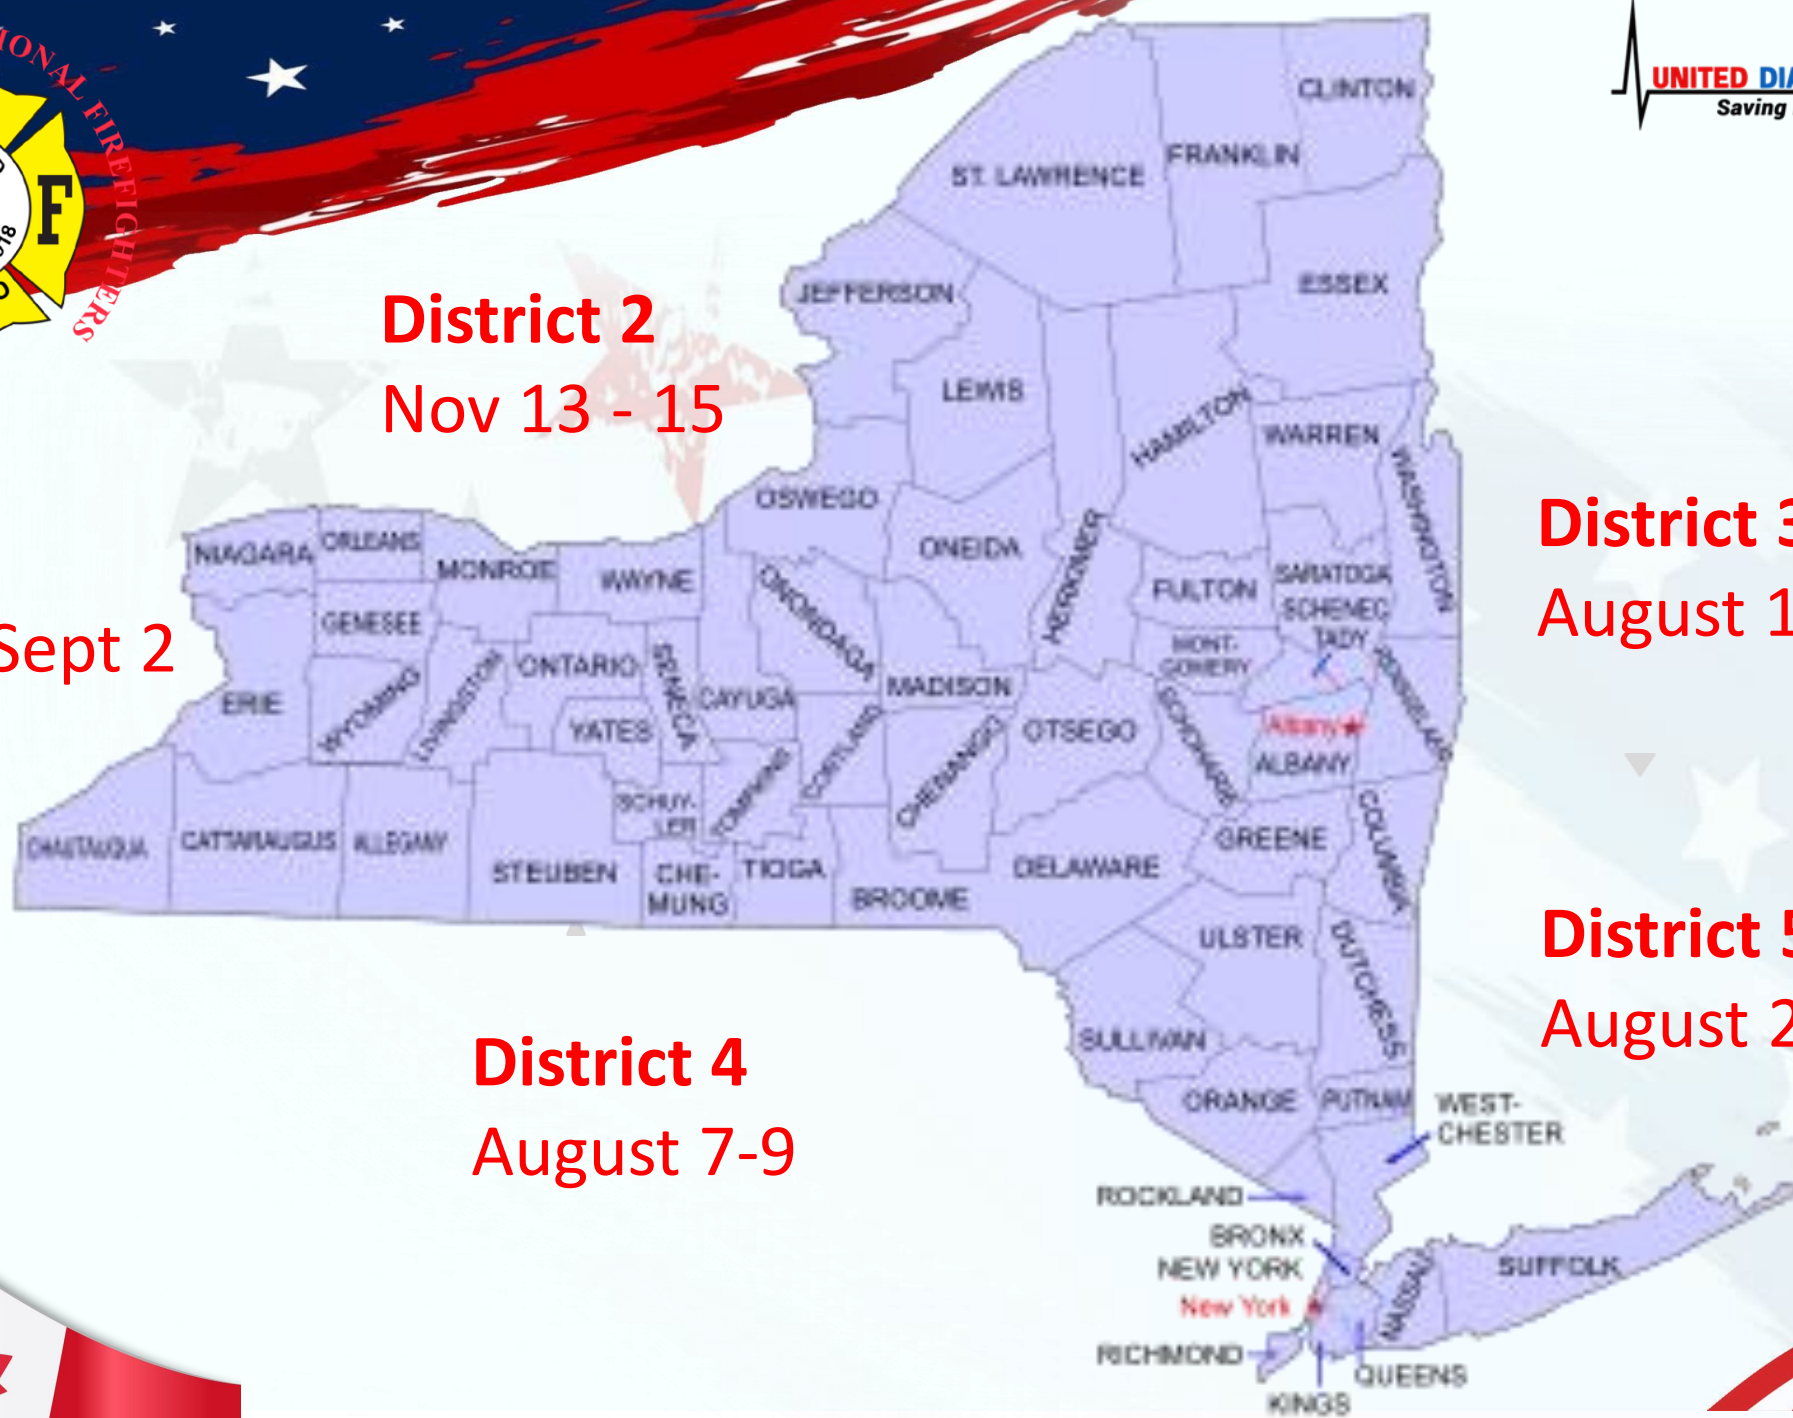 UNITED DIA
Saving
FIREFIGHTERS
F
18
District 2
Nov 13 - 15
Sept 2
District 3
August 1
District 5
August 2
District 4
August 7-9
CLINTON
FRANKLIN
ST. LAWRENCE
ESSEX
JEFFERSON
LEWIS
HAMILTON
WARREN
WASHINGTON
OSWEGO
ONEIDA
HERKIMER
NIAGARA
ORLEANS
MONROE
WAYNE
ONONDAGA
FULTON
SARATOGA
SCHENEC
TADY
GENESEE
ONTARIO
SENECA
CAYUGA
MADISON
MONT-
GOMERY
RENSSELAER
ERIE
WYOMING
LIVINGSTON
YATES
CORTLAND
CHENANGO
OTSEGO
SCHOHARIE
Albany
ALBANY
SCHUY-
LER
TOMPKINS
CHAUTAUQUA
CATTARAUGUS
ALLEGANY
STEUBEN
CHE-
MUNG
TIOGA
BROOME
DELAWARE
GREENE
COLUMBIA
ULSTER
DUTCHESS
SULLIVAN
ORANGE
PUTNAM
WEST-
CHESTER
ROCKLAND
BRONX
NEW YORK
New York
NASSAU
SUFFOLK
RICHMOND
QUEENS
KINGS